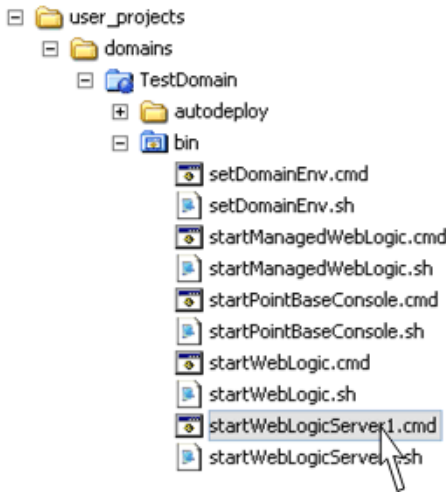 user_projects
domains
TestDomain
autodeploy
bin
setDomainEnv.cmd
setDomainEnv.sh
startManagedWebLogic.cmd
startManagedWebLogic.sh
startPointBaseConsole.cmd
startPointBaseConsole.sh
startWebLogic.cmd
startWebLogic.sh
startWebLogicServer1.cmd